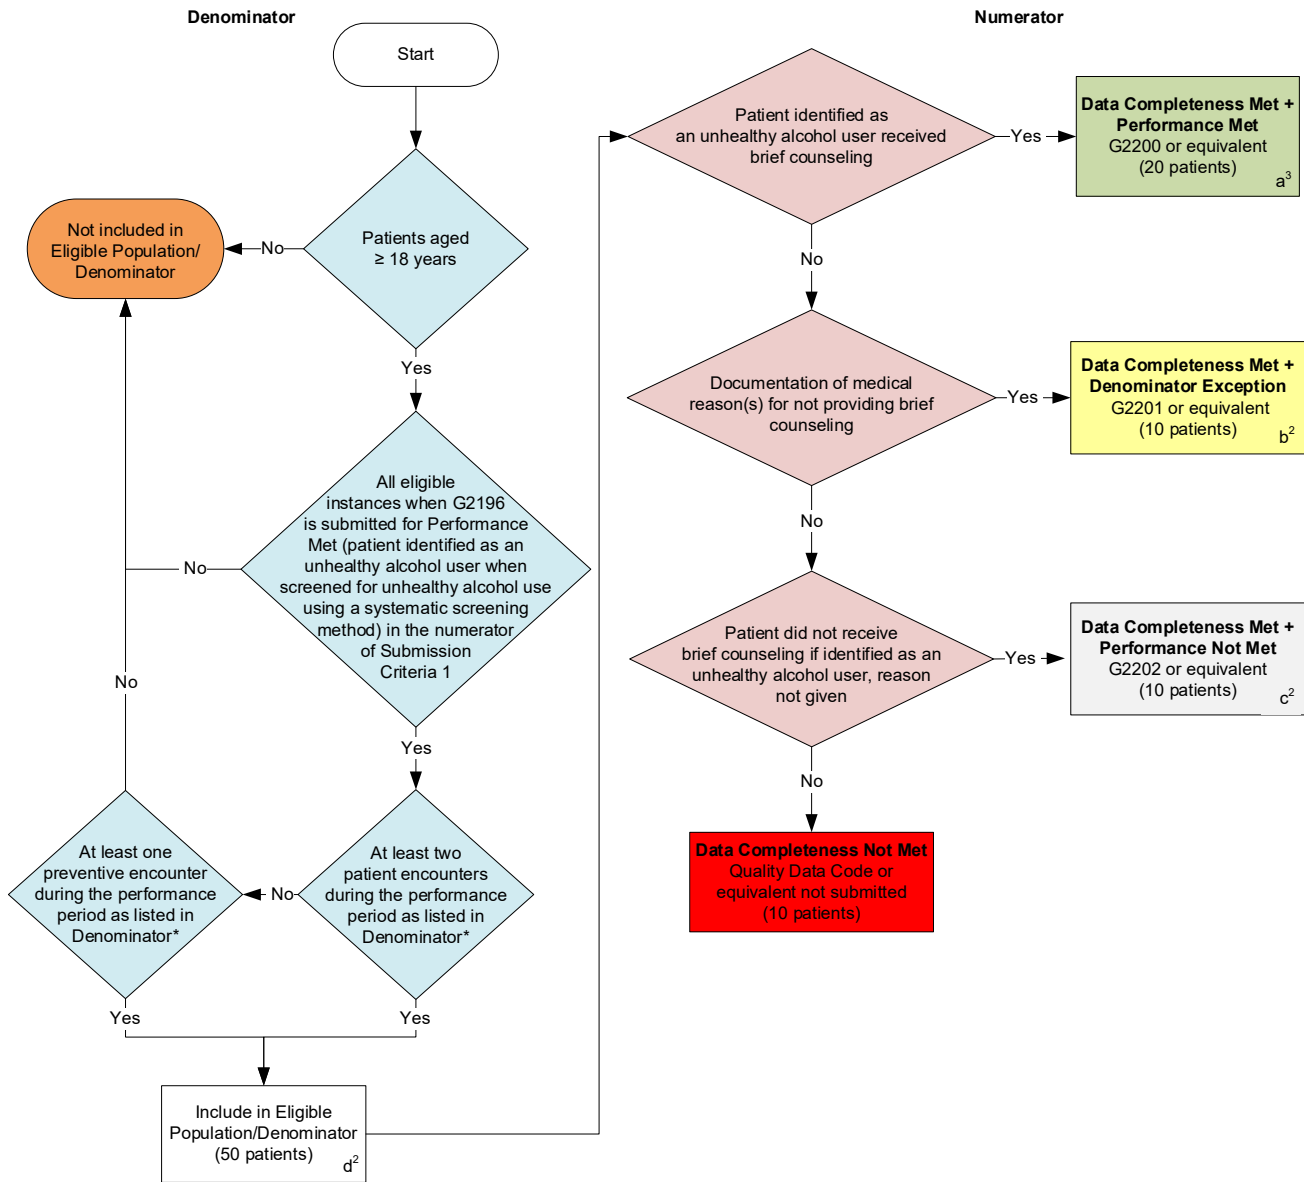 Denominator
Start
Patients aged
≥ 18 years
No
Not included in
Eligible Population/
Denominator
Yes
All eligible
instances when G2196
is submitted for Performance
Met (patient identified as an
unhealthy alcohol user when
screened for unhealthy alcohol use
using a systematic screening
method) in the numerator
of Submission
Criteria 1
No
Yes
At least two
patient encounters
during the performance
period as listed in
Denominator*
No
At least one
preventive encounter
during the performance
period as listed in
Denominator*
No
Yes
Yes
Include in Eligible
Population/Denominator
(50 patients)
d²
Numerator
Patient identified as
an unhealthy alcohol user received
brief counseling
Yes
Data Completeness Met +
Performance Met
G2200 or equivalent
(20 patients)
a³
No
Documentation of medical
reason(s) for not providing brief
counseling
Yes
Data Completeness Met +
Denominator Exception
G2201 or equivalent
(10 patients)
b²
No
Patient did not receive
brief counseling if identified as an
unhealthy alcohol user, reason
not given
Yes
Data Completeness Met +
Performance Not Met
G2202 or equivalent
(10 patients)
c²
No
Data Completeness Not Met
Quality Data Code or
equivalent not submitted
(10 patients)